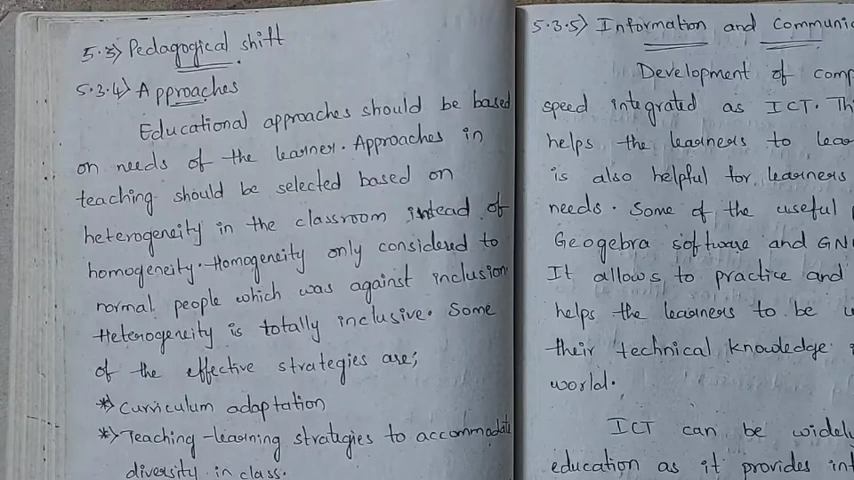 5.3) Pedagogical shift
5.3.4) Approaches
Educational approaches should be based
on needs of the learner. Approaches in
teaching should be selected based on
heterogeneity in the classroom instead of
homogeneity. Homogeneity only considered to
normal people which was against inclusion
Heterogeneity is totally inclusive. Some
of the effective strategies are;
*) Curriculum adaptation
*) Teaching-learning strategies to accommodate
diversity in class.
5.3.5) Information and Communic
Development of comp
speed integrated as ICT. Th
helps the learners to lea
is also helpful for learners
needs. Some of the useful
Geogebra software and GN
It allows to practice and
helps the learners to be
their technical knowledge
world.
ICT can be widely
education as it provides int